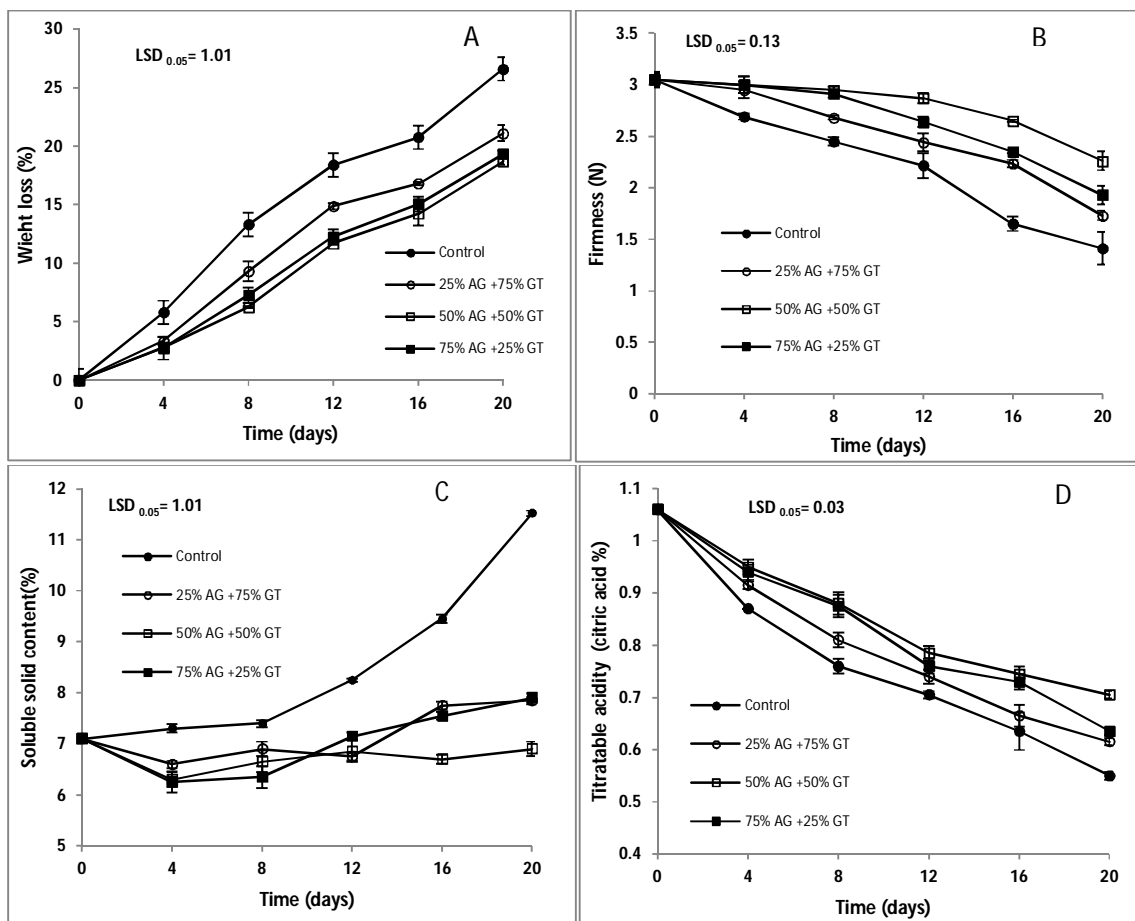 A
LSD 0.05= 1.01
30
25
20
15
10
5
0
Wieht loss (%)
Control
25% AG +75% GT
50% AG +50% GT
75% AG +25% GT
0 4 8 12 16 20
Time (days)
B
LSD 0.05= 0.13
3.5
3
2.5
2
1.5
1
0.5
0
Firmness (N)
Control
25% AG +75% GT
50% AG +50% GT
75% AG +25% GT
0 4 8 12 16 20
Time (days)
C
LSD 0.05= 1.01
12
11
10
9
8
7
6
5
Soluble solid content(%)
Control
25% AG +75% GT
50% AG +50% GT
75% AG +25% GT
0 4 8 12 16 20
Time (days)
D
LSD 0.05= 0.03
1.1
1
0.9
0.8
0.7
0.6
0.5
0.4
Titratable acidity (citric acid %)
Control
25% AG +75% GT
50% AG +50% GT
75% AG +25% GT
0 4 8 12 16 20
Time (days)